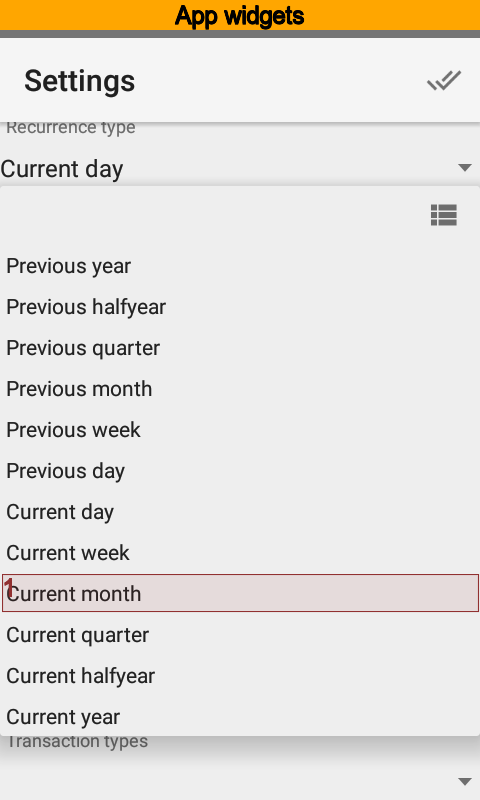 App widgets
Settings
Recurrence type
Current day
Previous year
Previous halfyear
Previous quarter
Previous month
Previous week
Previous day
Current day
Current week
1
Current month
Current quarter
Current halfyear
Current year
Transaction types